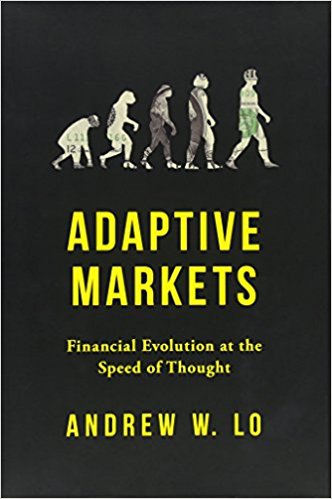 ADAPTIVE
MARKETS
Financial Evolution at the
Speed of Thought
ANDREW W. LO